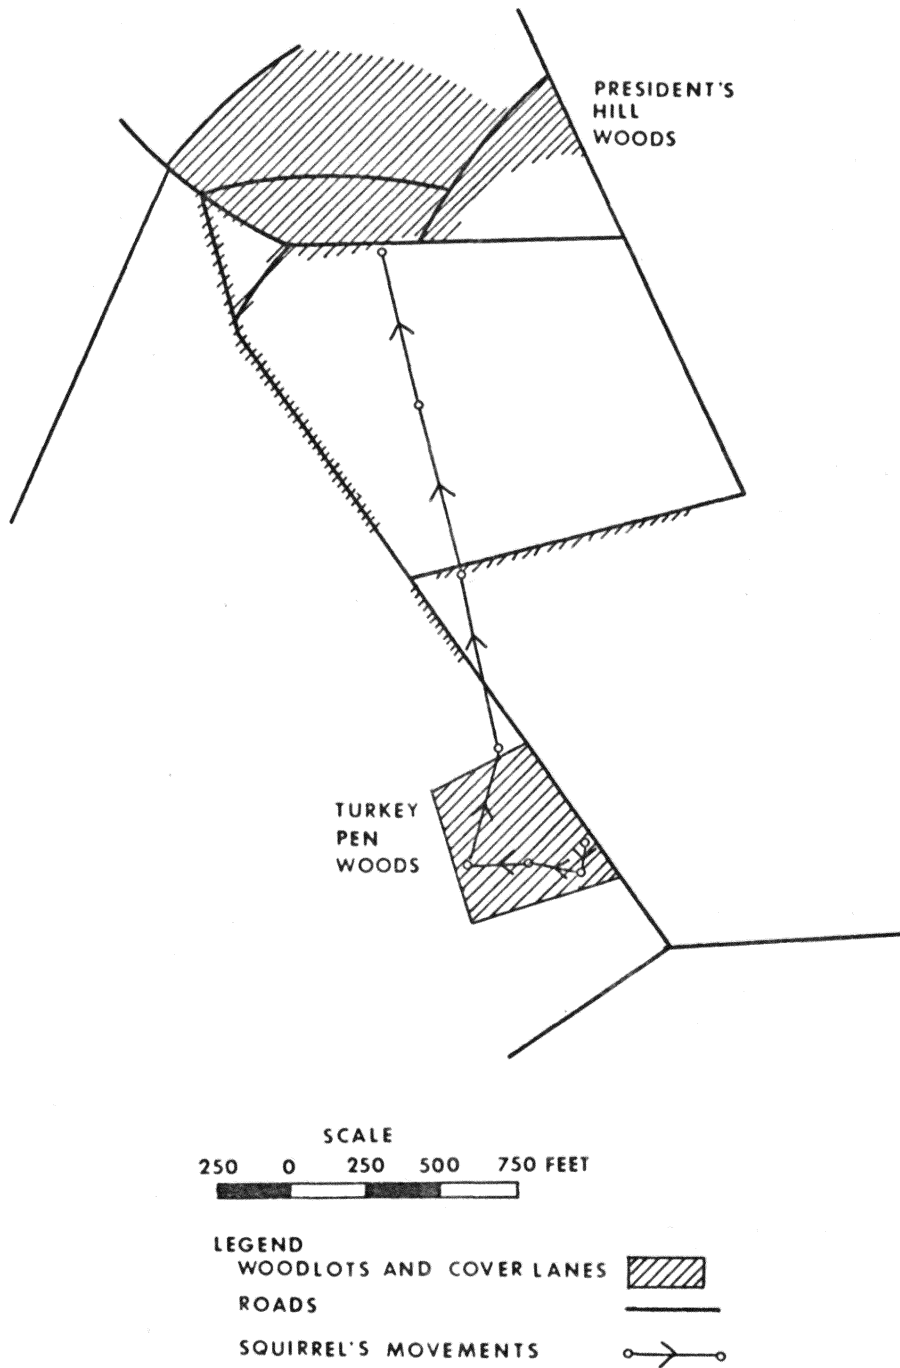 PRESIDENT'S
HILL
WOODS
TURKEY
PEN
WOODS
SCALE
250 0 250 500 750 FEET
LEGEND
WOODLOTS AND COVER LANES
ROADS
SQUIRREL'S MOVEMENTS